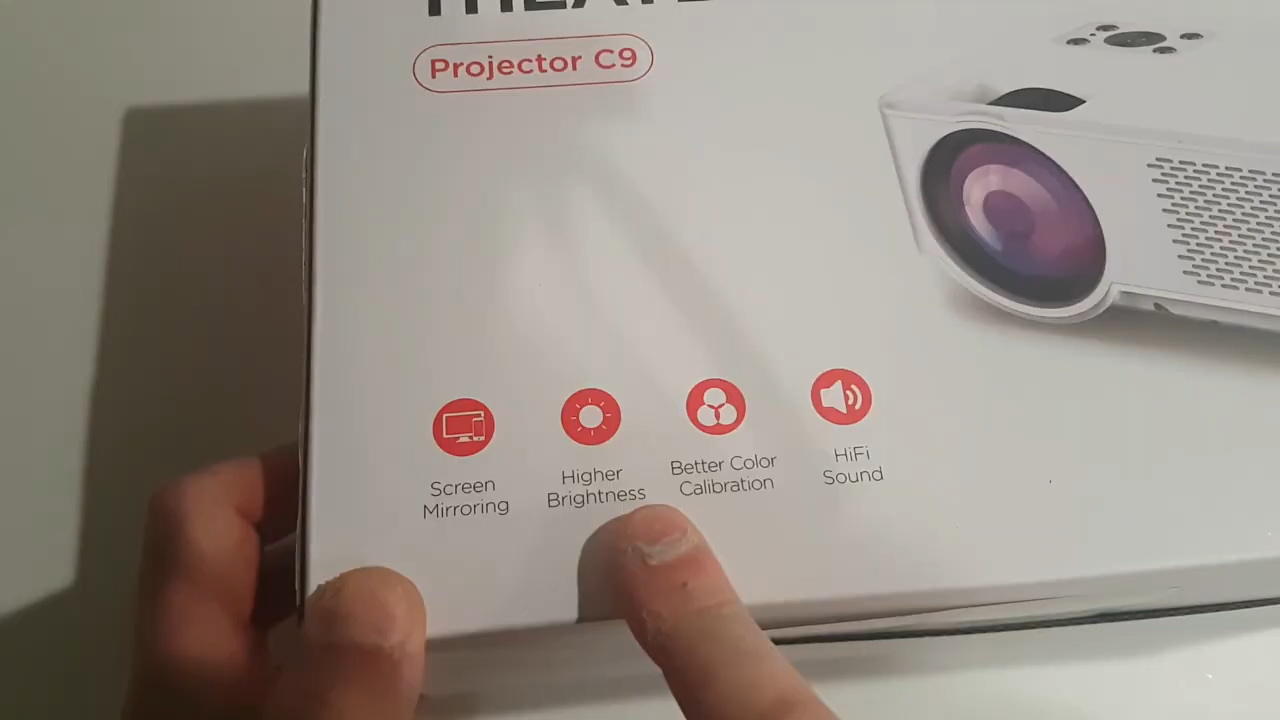 Projector C9
Screen
Mirroring
Higher
Brightness
Better Color
Calibration
HiFi
Sound